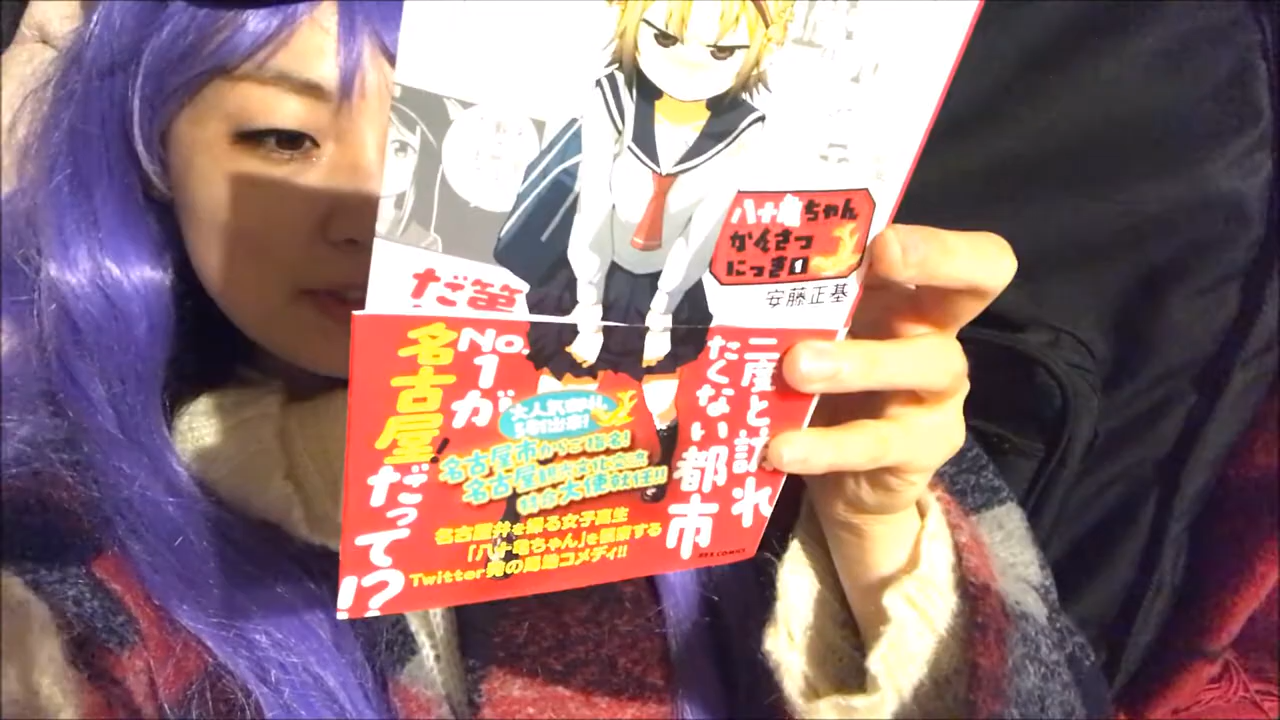 八十亀ちゃん
かんさつ
にっき 1
安藤正基
二度と訪れ
たくない都市
No.1が
名古屋
だって!?
大人気御礼
名古屋市からご指名!
名古屋観光文化交流
特命大使就任!!
名古屋弁を操る女子高生
「八十亀ちゃん」を観察する
Twitter発のご当地コメディ!!
REX COMICS